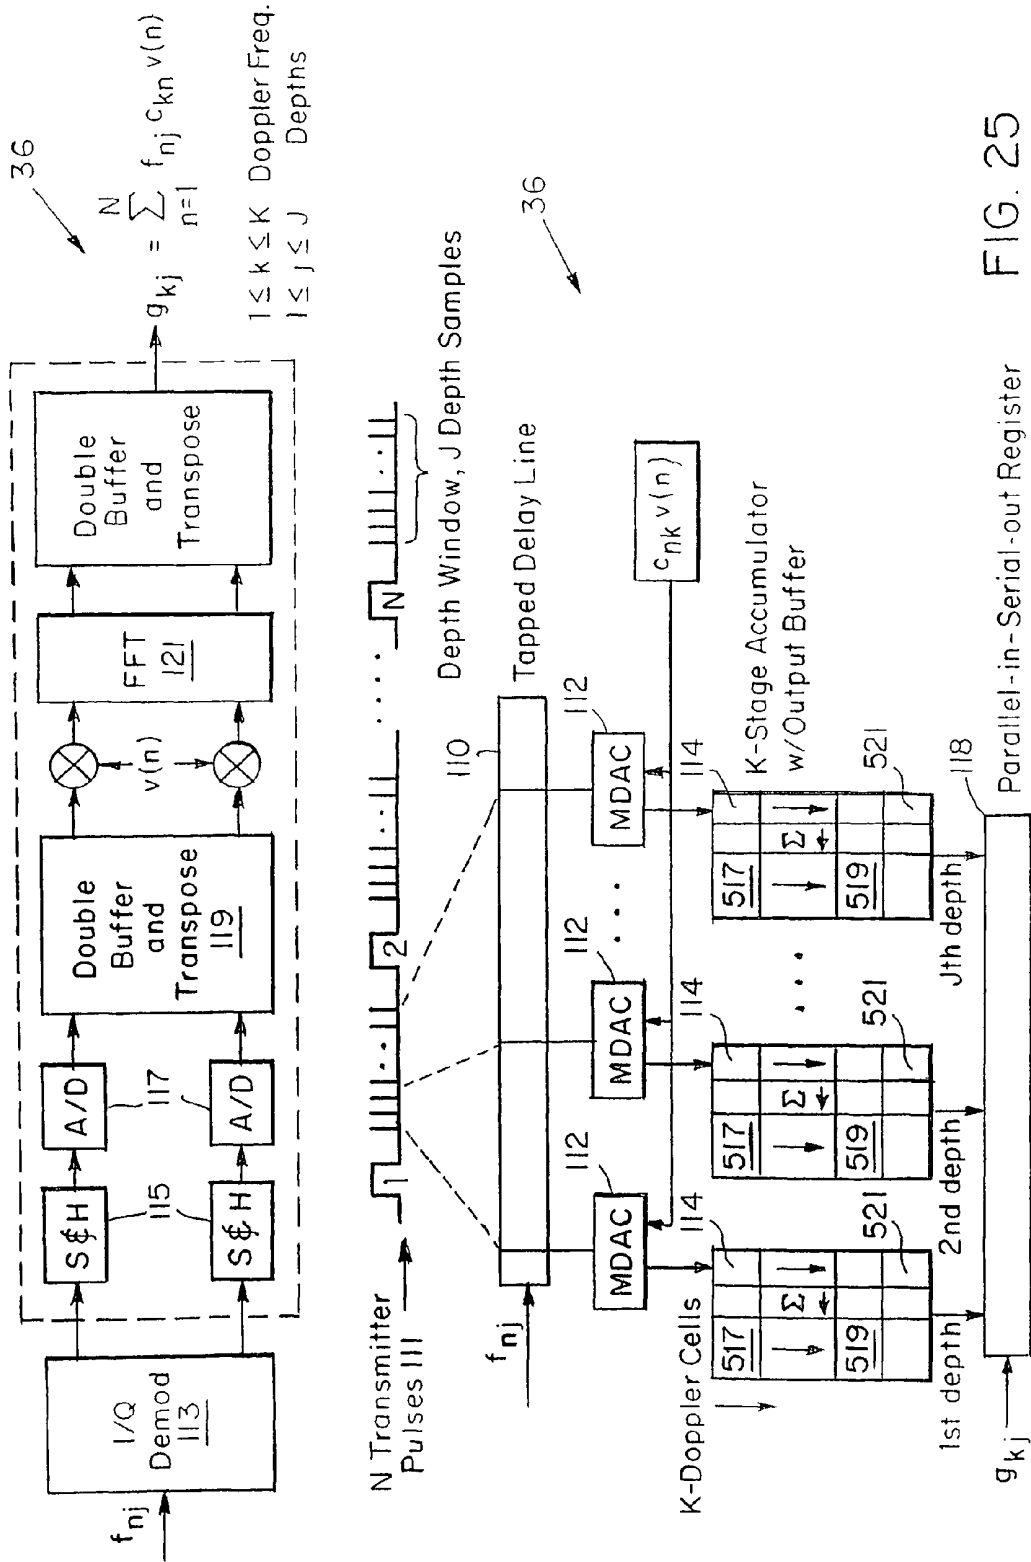 36
f_nj
I/Q
Demod
113
S&H
S&H
115
A/D
A/D
117
Double
Buffer
and
Transpose
119
v(n)
FFT
121
Double
Buffer
and
Transpose
g_kj = Σ_{n=1}^{N} f_nj c_kn v(n)
1 ≤ k ≤ K Doppler Freq.
1 ≤ j ≤ J Depths
N Transmitter
Pulses 111
1
2
N
Depth Window, J Depth Samples
36
f_nj
110
Tapped Delay Line
MDAC
112
MDAC
112
MDAC
112
c_nk v(n)
K-Doppler Cells
114
114
114
K-Stage Accumulator
w/Output Buffer
517
Σ
519
521
517
Σ
519
521
517
Σ
519
521
1st depth
2nd depth
Jth depth
118
g_kj
Parallel-in-Serial-out Register
FIG. 25